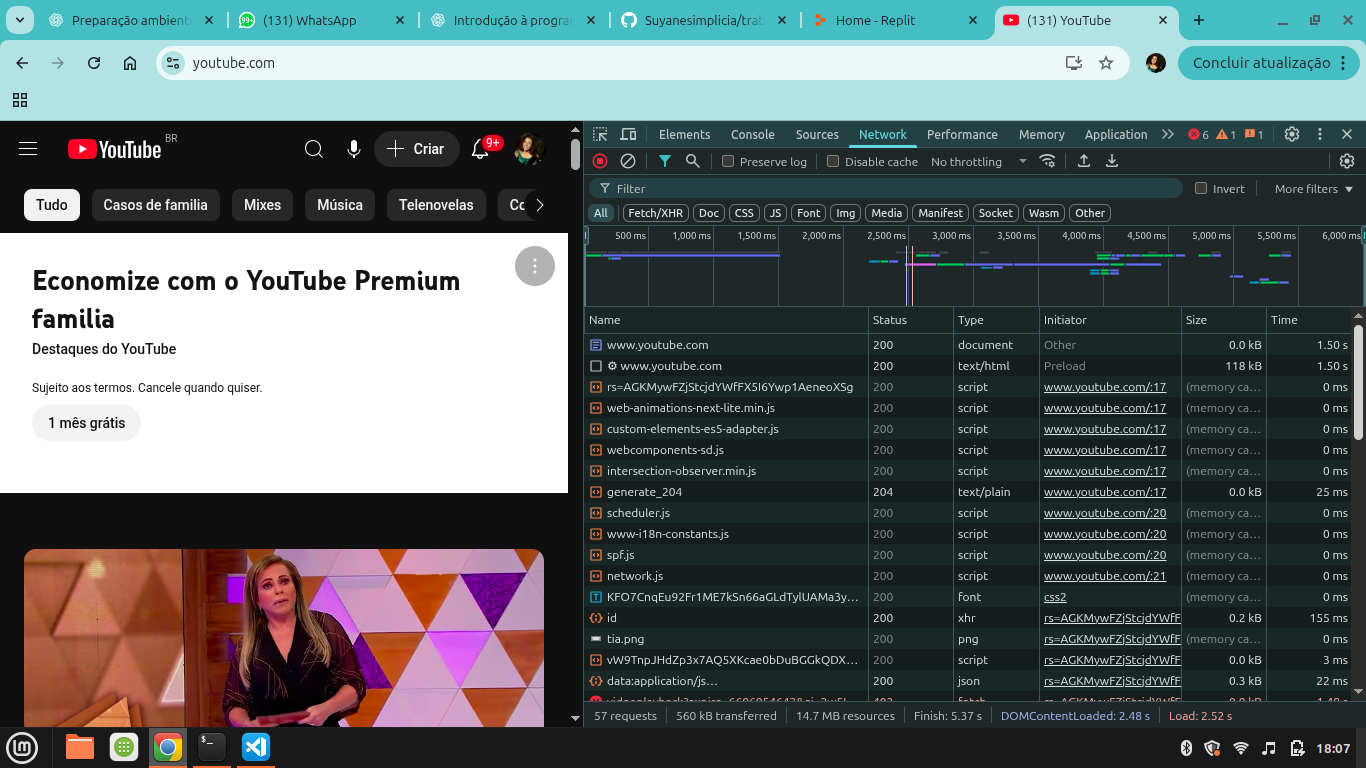 Preparação ambient
(131) WhatsApp
Introdução à progra
Suyanesimplicia/tra
Home - Replit
(131) YouTube
youtube.com
Concluir atualização
YouTube BR
Criar
9+
Tudo
Casos de família
Mixes
Música
Telenovelas
Economize com o YouTube Premium
família
Destaques do YouTube
Sujeito aos termos. Cancele quando quiser.
1 mês grátis
Elements Console Sources Network Performance Memory Application 6 1 1
Preserve log Disable cache No throttling
Filter Invert More filters
All Fetch/XHR Doc CSS JS Font Img Media Manifest Socket Wasm Other
500 ms 1,000 ms 1,500 ms 2,000 ms 2,500 ms 3,000 ms 3,500 ms 4,000 ms 4,500 ms 5,000 ms 5,500 ms 6,000 ms
Name Status Type Initiator Size Time
www.youtube.com 200 document Other 0.0 kB 1.50 s
www.youtube.com 200 text/html Preload 118 kB 1.50 s
rs=AGKMywFZjStcjdYWfFX5I6Ywp1AeneoXSg 200 script www.youtube.com/:17 (memory ca… 0 ms
web-animations-next-lite.min.js 200 script www.youtube.com/:17 (memory ca… 0 ms
custom-elements-es5-adapter.js 200 script www.youtube.com/:17 (memory ca… 0 ms
webcomponents-sd.js 200 script www.youtube.com/:17 (memory ca… 0 ms
intersection-observer.min.js 200 script www.youtube.com/:17 (memory ca… 0 ms
generate_204 204 text/plain www.youtube.com/:17 0.0 kB 25 ms
scheduler.js 200 script www.youtube.com/:20 (memory ca… 0 ms
www-i18n-constants.js 200 script www.youtube.com/:20 (memory ca… 0 ms
spf.js 200 script www.youtube.com/:20 (memory ca… 0 ms
network.js 200 script www.youtube.com/:21 (memory ca… 0 ms
KFO7CnqEu92Fr1ME7kSn66aGLdTylUAMa3y… 200 font css2 (memory ca… 0 ms
id 200 xhr rs=AGKMywFZjStcjdYWfF 0.2 kB 155 ms
tia.png 200 png rs=AGKMywFZjStcjdYWfF (memory ca… 0 ms
vW9TnpJHdZp3x7AQ5XKcae0bDuBGGkQDX… 200 script rs=AGKMywFZjStcjdYWfF 0.0 kB 3 ms
data:application/js… 200 json rs=AGKMywFZjStcjdYWfF 0.3 kB 22 ms
57 requests 560 kB transferred 14.7 MB resources Finish: 5.37 s DOMContentLoaded: 2.48 s Load: 2.52 s
18:07